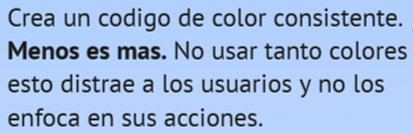 Crea un codigo de color consistente.
Menos es mas. No usar tanto colores
esto distrae a los usuarios y no los
enfoca en sus acciones.